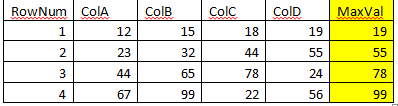 RowNum ColA ColB ColC ColD MaxVal
1 12 15 18 19 19
2 23 32 44 55 55
3 44 65 78 24 78
4 67 99 22 56 99